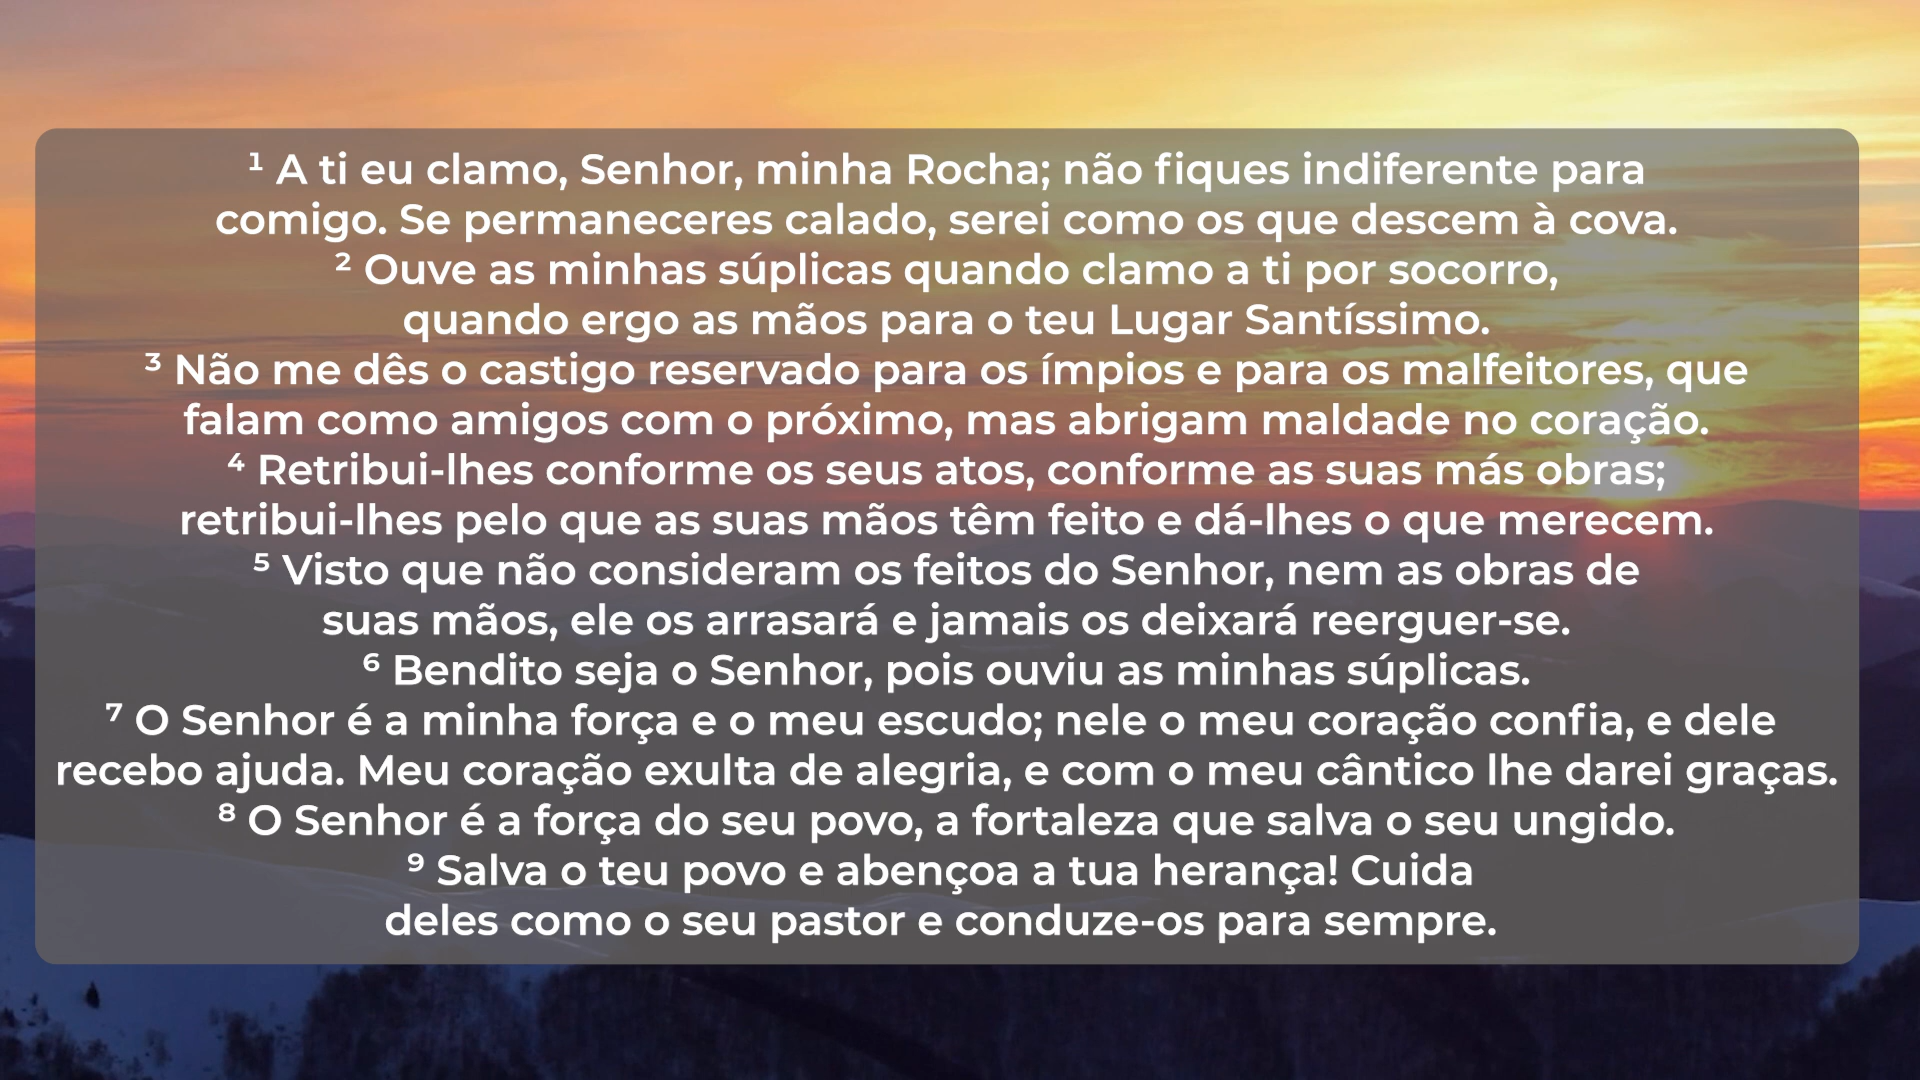 ¹ A ti eu clamo, Senhor, minha Rocha; não fiques indiferente para
comigo. Se permaneceres calado, serei como os que descem à cova.
² Ouve as minhas súplicas quando clamo a ti por socorro,
quando ergo as mãos para o teu Lugar Santíssimo.
³ Não me dês o castigo reservado para os ímpios e para os malfeitores, que
falam como amigos com o próximo, mas abrigam maldade no coração.
⁴ Retribui-lhes conforme os seus atos, conforme as suas más obras;
retribui-lhes pelo que as suas mãos têm feito e dá-lhes o que merecem.
⁵ Visto que não consideram os feitos do Senhor, nem as obras de
suas mãos, ele os arrasará e jamais os deixará reerguer-se.
⁶ Bendito seja o Senhor, pois ouviu as minhas súplicas.
⁷ O Senhor é a minha força e o meu escudo; nele o meu coração confia, e dele
recebo ajuda. Meu coração exulta de alegria, e com o meu cântico lhe darei graças.
⁸ O Senhor é a força do seu povo, a fortaleza que salva o seu ungido.
⁹ Salva o teu povo e abençoa a tua herança! Cuida
deles como o seu pastor e conduze-os para sempre.